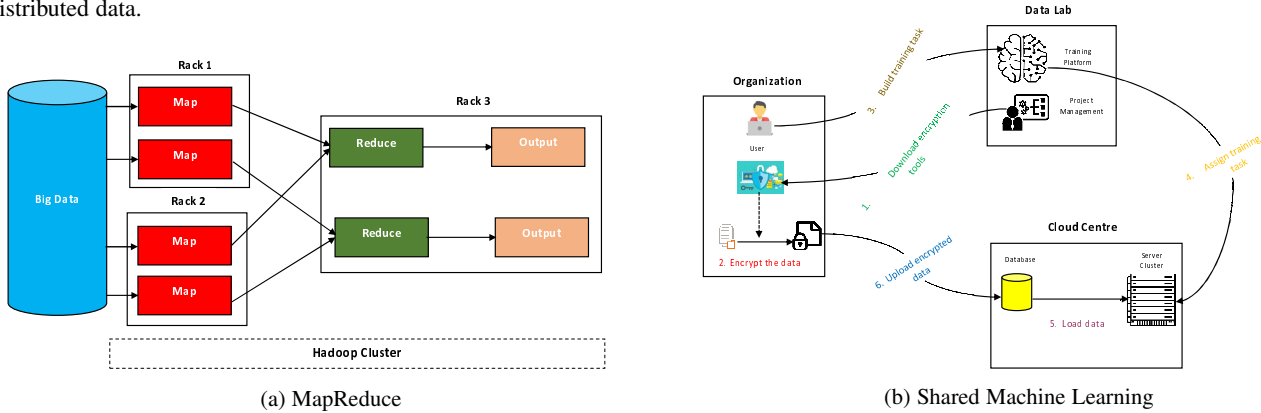 istributed data.
Rack 1
Map
Map
Rack 2
Map
Map
Big Data
Rack 3
Reduce
Output
Reduce
Output
Hadoop Cluster
(a) MapReduce
Data Lab
Training
Platform
Project
Management
Organization
User
2. Encrypt the data
3. Build training task
Download encryption
tools
1.
4. Assign training
task
6. Upload encrypted
data
Cloud Centre
Database
Server
Cluster
5. Load data
(b) Shared Machine Learning